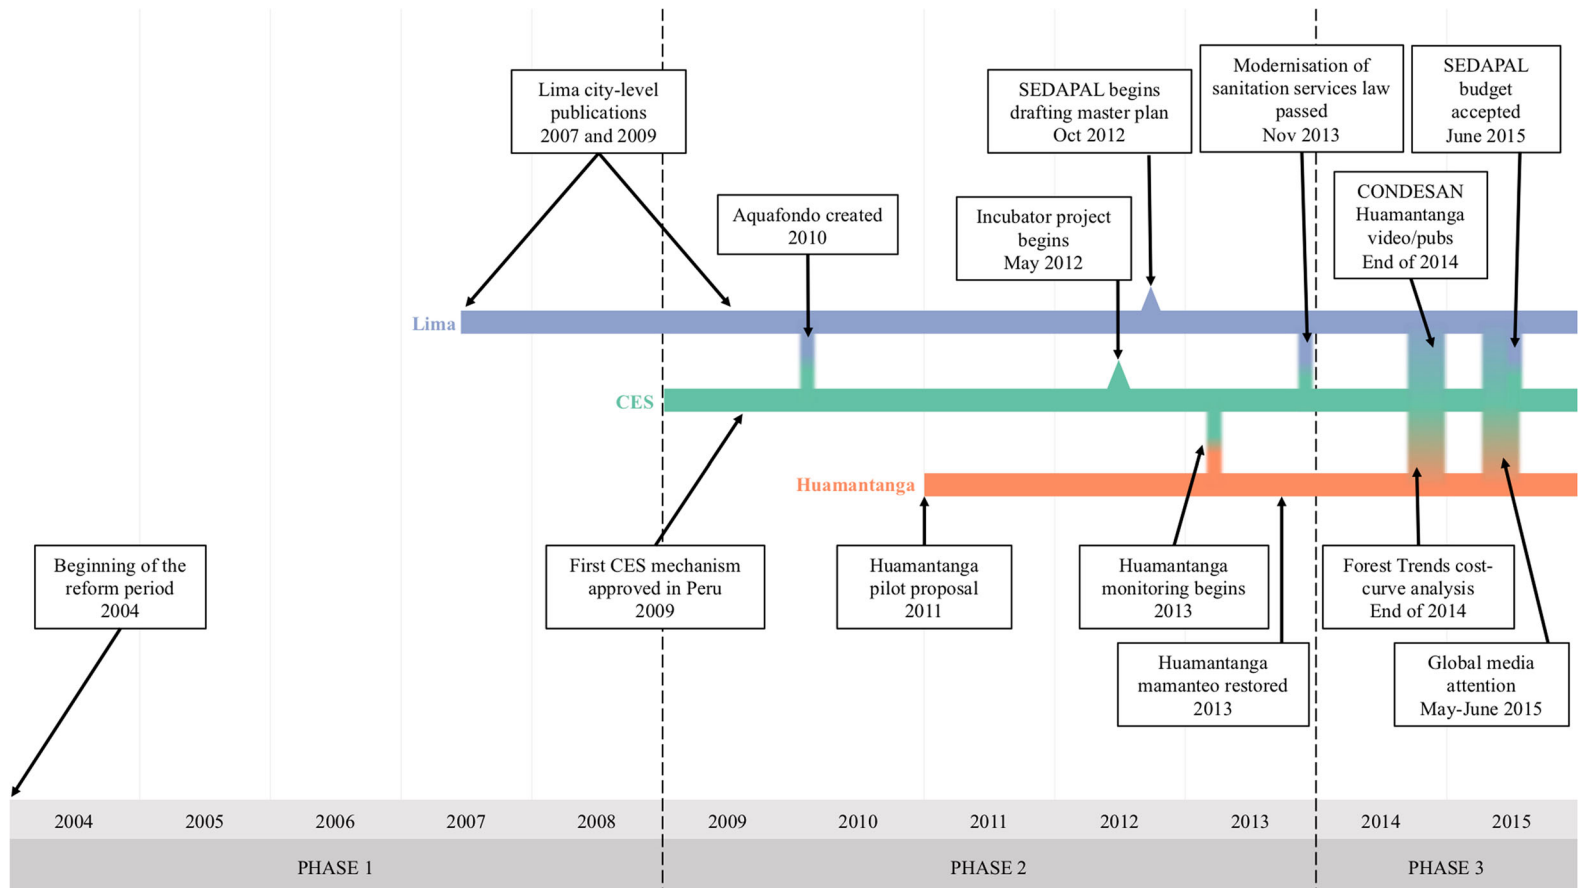 Lima city-level
publications
2007 and 2009
SEDAPAL begins
drafting master plan
Oct 2012
Modernisation of
sanitation services law
passed
Nov 2013
SEDAPAL
budget
accepted
June 2015
Aquafondo created
2010
Incubator project
begins
May 2012
CONDESAN
Huamantanga
video/pubs
End of 2014
Lima
CES
Huamantanga
Beginning of the
reform period
2004
First CES mechanism
approved in Peru
2009
Huamantanga
pilot proposal
2011
Huamantanga
monitoring begins
2013
Forest Trends cost-
curve analysis
End of 2014
Huamantanga
mamanteo restored
2013
Global media
attention
May-June 2015
2004 2005 2006 2007 2008 2009 2010 2011 2012 2013 2014 2015
PHASE 1 PHASE 2 PHASE 3